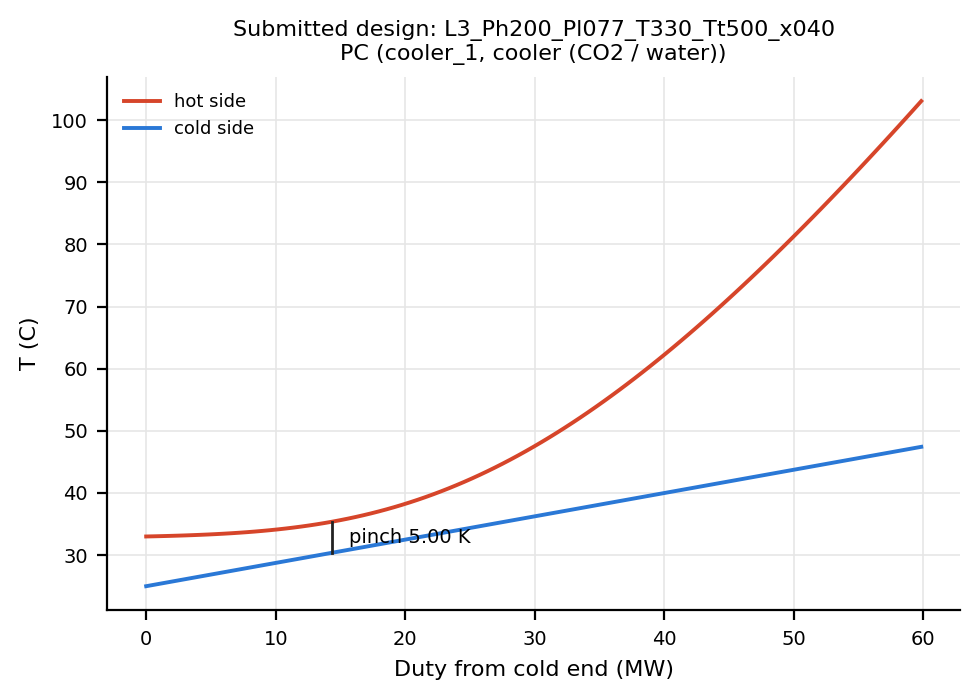 Submitted design: L3_Ph200_Pl077_T330_Tt500_x040
PC (cooler_1, cooler (CO2 / water))
hot side
cold side
100
90
80
70
60
50
40
30
T (C)
pinch 5.00 K
0
10
20
30
40
50
60
Duty from cold end (MW)